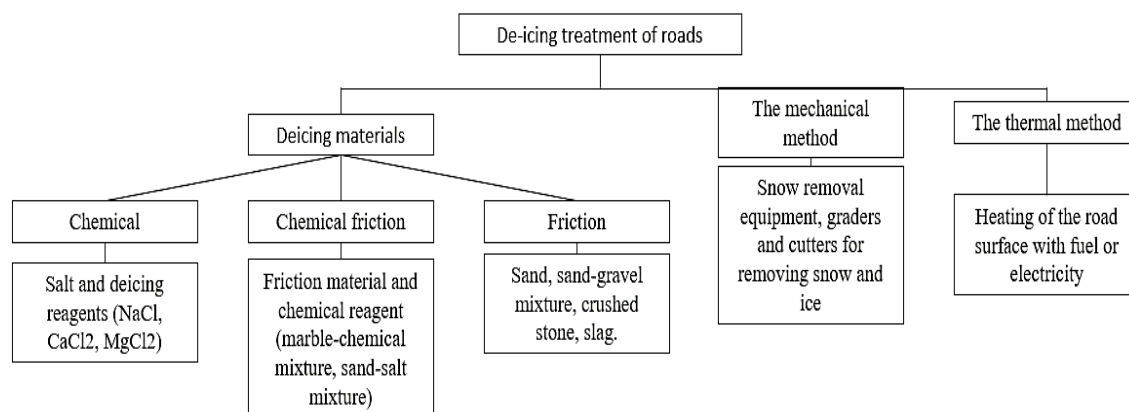 De-icing treatment of roads
Deicing materials
The mechanical
method
The thermal method
Chemical
Chemical friction
Friction
Snow removal
equipment, graders
and cutters for
removing snow and
ice
Heating of the road
surface with fuel or
electricity
Salt and deicing
reagents (NaCl,
CaCl2, MgCl2)
Friction material and
chemical reagent
(marble-chemical
mixture, sand-salt
mixture)
Sand, sand-gravel
mixture, crushed
stone, slag.